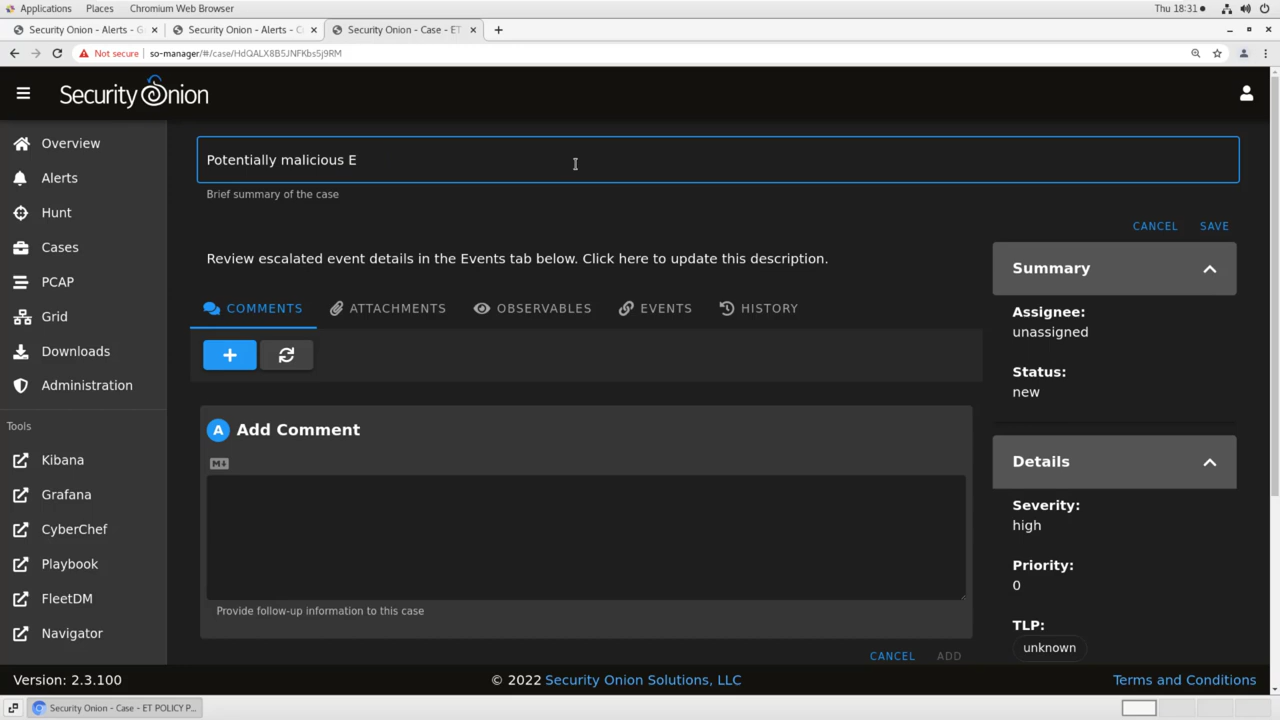 Applications Places Chromium Web Browser Thu 18:31
Security Onion - Alerts - G Security Onion - Alerts - C Security Onion - Case - ET
Not secure so-manager/#/case/HdQALX8B5JNFKbs5j9RM
Security Onion
Overview
Alerts
Hunt
Cases
PCAP
Grid
Downloads
Administration
Tools
Kibana
Grafana
CyberChef
Playbook
FleetDM
Navigator
Potentially malicious E
Brief summary of the case
CANCEL SAVE
Review escalated event details in the Events tab below. Click here to update this description.
COMMENTS ATTACHMENTS OBSERVABLES EVENTS HISTORY
A Add Comment
M
Provide follow-up information to this case
CANCEL ADD
Summary
Assignee:
unassigned
Status:
new
Details
Severity:
high
Priority:
0
TLP:
unknown
Version: 2.3.100 © 2022 Security Onion Solutions, LLC Terms and Conditions
Security Onion - Case - ET POLICY P...